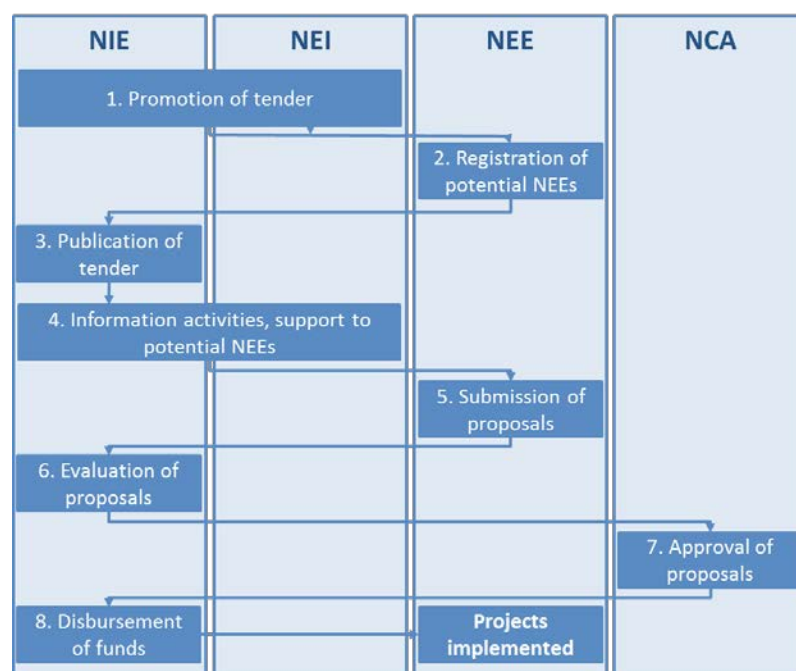 NIE
NEI
NEE
NCA
1. Promotion of tender
2. Registration of
potential NEEs
3. Publication of
tender
4. Information activities, support to
potential NEEs
5. Submission of
proposals
6. Evaluation of
proposals
7. Approval of
proposals
8. Disbursement
of funds
Projects
implemented